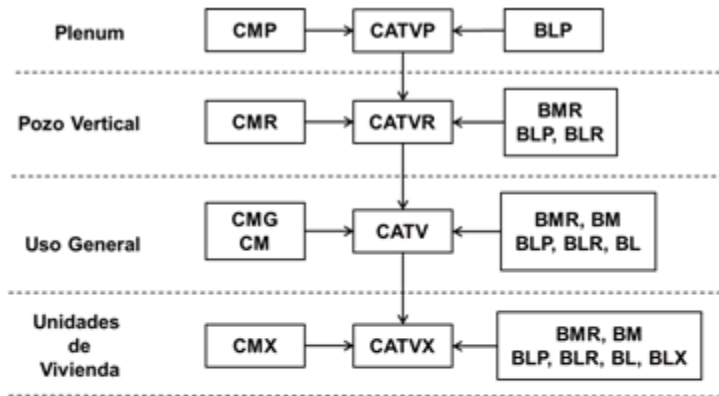 Plenum
CMP
CATVP
BLP
Pozo Vertical
CMR
CATVR
BMR
BLP, BLR
Uso General
CMG
CM
CATV
BMR, BM
BLP, BLR, BL
Unidades
de
Vivienda
CMX
CATVX
BMR, BM
BLP, BLR, BL, BLX